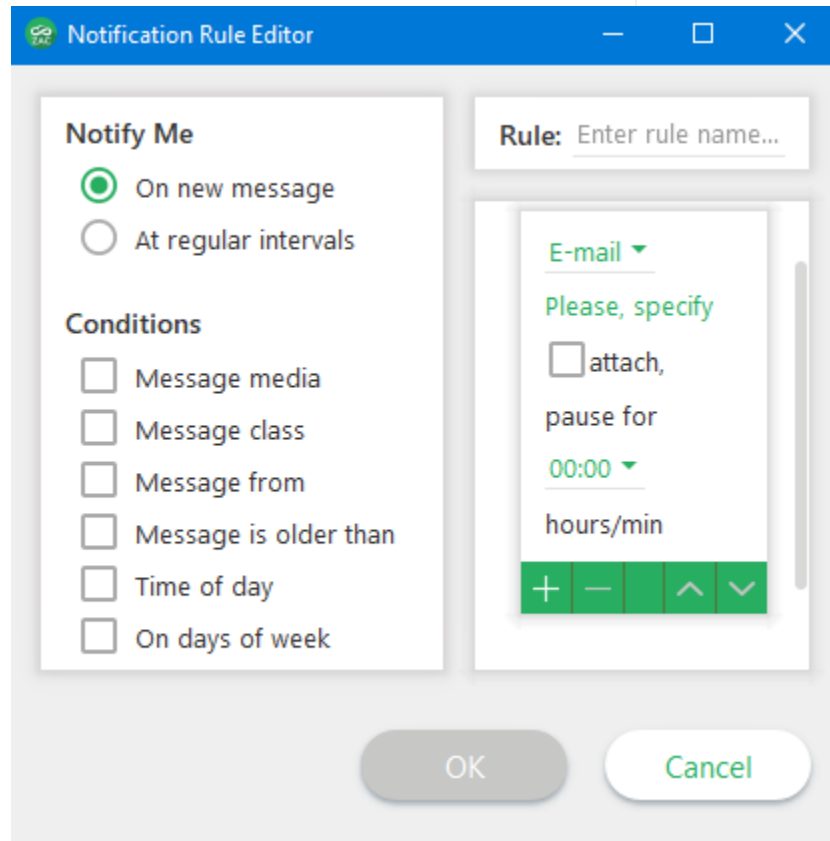 ZAC Notification Rule Editor
Notify Me
On new message
At regular intervals
Conditions
Message media
Message class
Message from
Message is older than
Time of day
On days of week
Rule: Enter rule name...
E-mail
Please, specify
attach,
pause for
00:00
hours/min
OK
Cancel